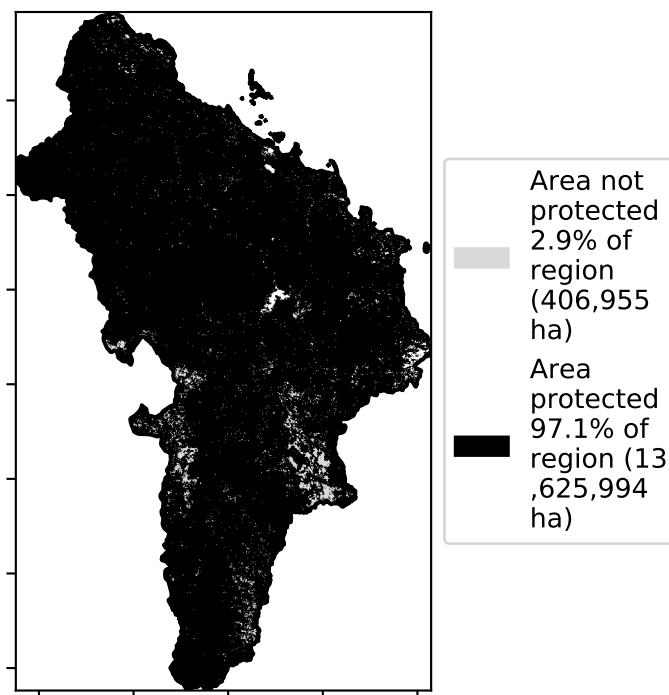 Area not
protected
2.9% of
region
(406,955
ha)
Area
protected
97.1% of
region (13
,625,994
ha)